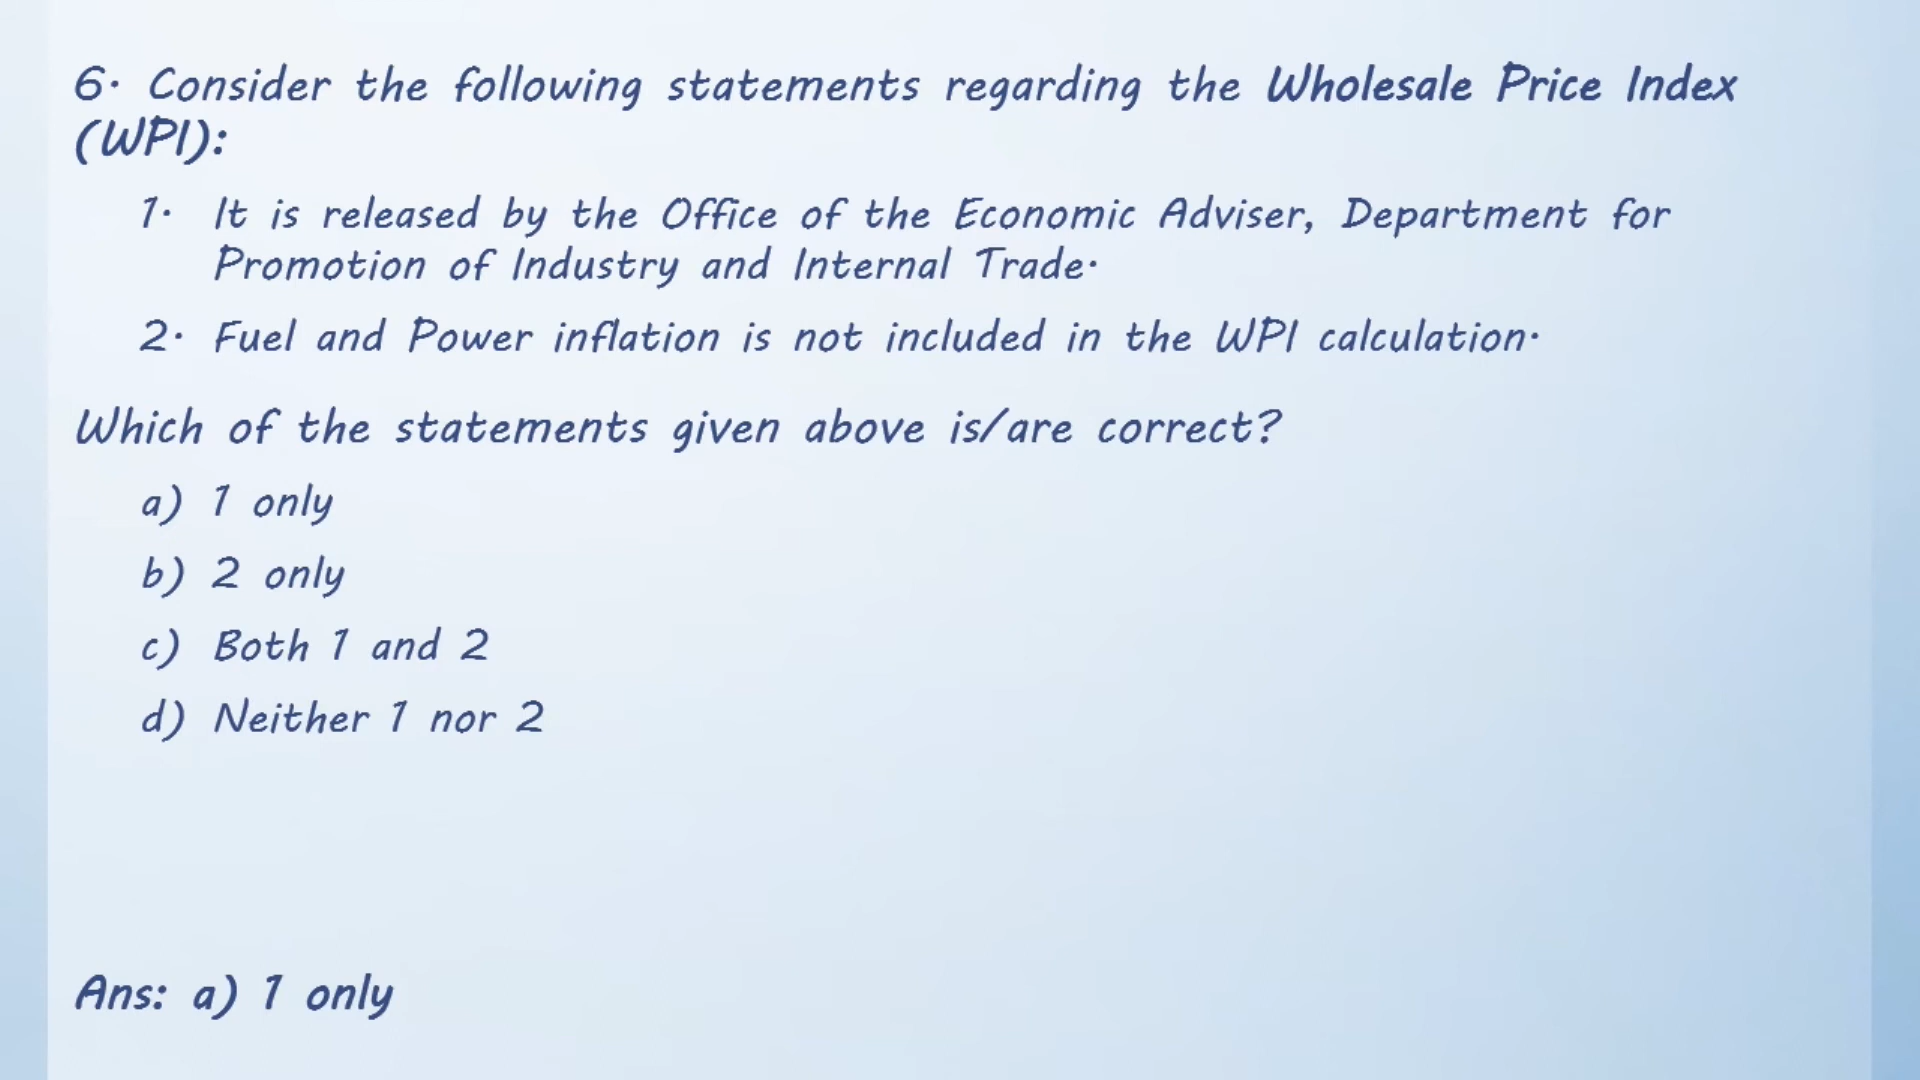 6. Consider the following statements regarding the Wholesale Price Index
(WPI):
1. It is released by the Office of the Economic Adviser, Department for
Promotion of Industry and Internal Trade.
2. Fuel and Power inflation is not included in the WPI calculation.
Which of the statements given above is/are correct?
a) 1 only
b) 2 only
c) Both 1 and 2
d) Neither 1 nor 2
Ans: a) 1 only